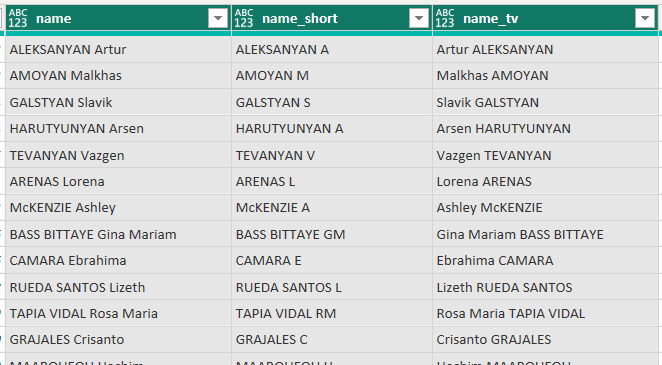 ABC 123 name ABC 123 name_short ABC 123 name_tv
ALEKSANYAN Artur ALEKSANYAN A Artur ALEKSANYAN
AMOYAN Malkhas AMOYAN M Malkhas AMOYAN
GALSTYAN Slavik GALSTYAN S Slavik GALSTYAN
HARUTYUNYAN Arsen HARUTYUNYAN A Arsen HARUTYUNYAN
TEVANYAN Vazgen TEVANYAN V Vazgen TEVANYAN
ARENAS Lorena ARENAS L Lorena ARENAS
McKENZIE Ashley McKENZIE A Ashley McKENZIE
BASS BITTAYE Gina Mariam BASS BITTAYE GM Gina Mariam BASS BITTAYE
CAMARA Ebrahima CAMARA E Ebrahima CAMARA
RUEDA SANTOS Lizeth RUEDA SANTOS L Lizeth RUEDA SANTOS
TAPIA VIDAL Rosa Maria TAPIA VIDAL RM Rosa Maria TAPIA VIDAL
GRAJALES Crisanto GRAJALES C Crisanto GRAJALES